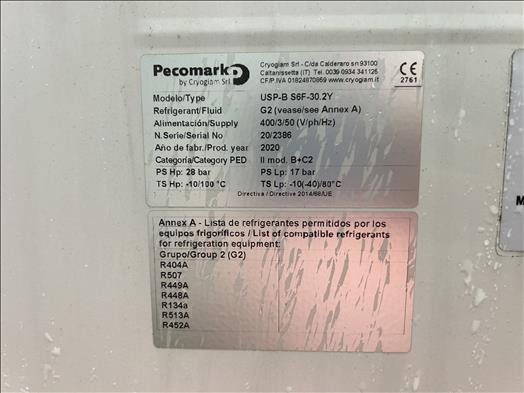 Pecomark
by Cryogiam Srl.
Cryogiam Srl - C/da Calderaro sn 93100
Caltanissetta (IT) Tel. 0039 0934 341125
CF/P.IVA 01824870859 www.cryogiam.it
CE
2761
Modelo/Type USP-B S6F-30.2Y
Refrigerant/Fluid G2 (vease/see Annex A)
Alimentación/Supply 400/3/50 (V/ph/Hz)
N.Serie/Serial No 20/2386
Año de fabr./Prod. year 2020
Categoría/Category PED II mod. B+C2
PS Hp: 28 bar PS Lp: 17 bar
TS Hp: -10/100 °C TS Lp: -10(-40)/80°C
Directiva / Directive 2014/68/UE
Annex A - Lista de refrigerantes permitidos por los
equipos frigoríficos / List of compatible refrigerants
for refrigeration equipment:
Grupo/Group 2 (G2)
R404A
R507
R449A
R448A
R134a
R513A
R452A
M